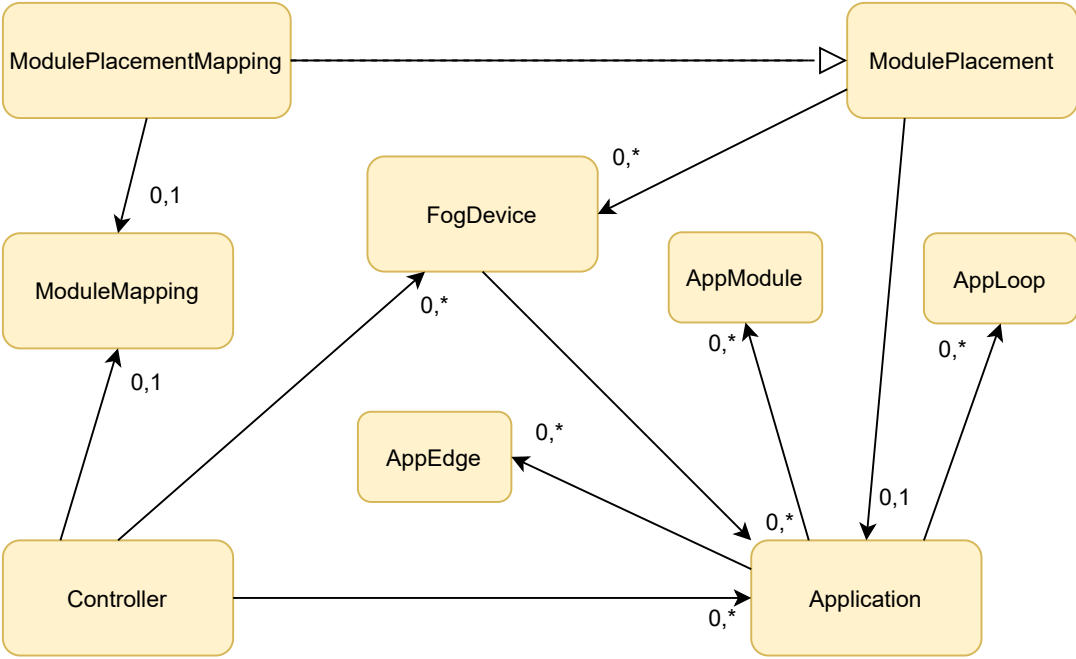 ModulePlacementMapping
ModulePlacement
0,*
0,1
FogDevice
AppModule
AppLoop
ModuleMapping
0,*
0,*
0,*
0,1
0,*
AppEdge
0,1
0,*
Controller
Application
0,*